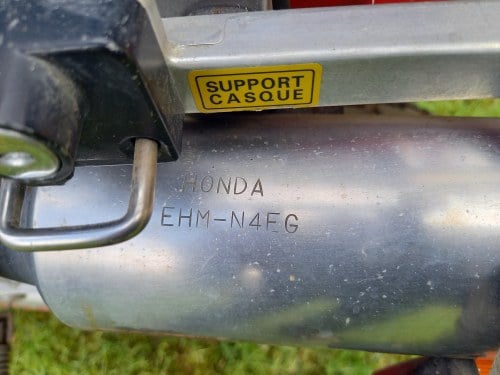 SUPPORT
CASQUE
HONDA
EHM-N4FG